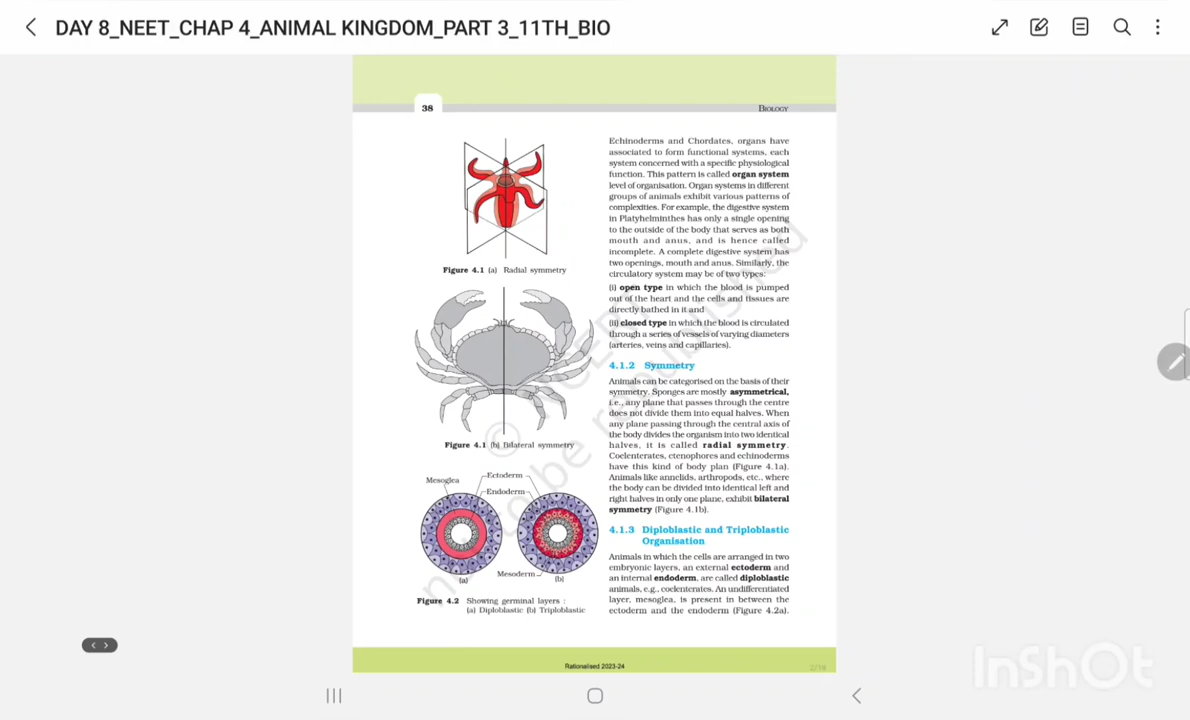 DAY 8_NEET_CHAP 4_ANIMAL KINGDOM_PART 3_11TH_BIO
38
BIOLOGY
Figure 4.1 (a) Radial symmetry
Figure 4.1 (b) Bilateral symmetry
Mesoglea
Ectoderm
Endoderm
Mesoderm
(a)
(b)
Figure 4.2 Showing germinal layers :
(a) Diploblastic (b) Triploblastic
Echinoderms and Chordates, organs have
associated to form functional systems, each
system concerned with a specific physiological
function. This pattern is called organ system
level of organisation. Organ systems in different
groups of animals exhibit various patterns of
complexities. For example, the digestive system
in Platyhelminthes has only a single opening
to the outside of the body that serves as both
mouth and anus, and is hence called
incomplete. A complete digestive system has
two openings, mouth and anus. Similarly, the
circulatory system may be of two types:
(i) open type in which the blood is pumped
out of the heart and the cells and tissues are
directly bathed in it and
(ii) closed type in which the blood is circulated
through a series of vessels of varying diameters
(arteries, veins and capillaries).
4.1.2 Symmetry
Animals can be categorised on the basis of their
symmetry. Sponges are mostly asymmetrical,
i.e., any plane that passes through the centre
does not divide them into equal halves. When
any plane passing through the central axis of
the body divides the organism into two identical
halves, it is called radial symmetry.
Coelenterates, ctenophores and echinoderms
have this kind of body plan (Figure 4.1a).
Animals like annelids, arthropods, etc., where
the body can be divided into identical left and
right halves in only one plane, exhibit bilateral
symmetry (Figure 4.1b).
4.1.3 Diploblastic and Triploblastic
Organisation
Animals in which the cells are arranged in two
embryonic layers, an external ectoderm and
an internal endoderm, are called diploblastic
animals, e.g., coelenterates. An undifferentiated
layer, mesoglea, is present in between the
ectoderm and the endoderm (Figure 4.2a).
© NCERT
not to be republished
Rationalised 2023-24
InShOt